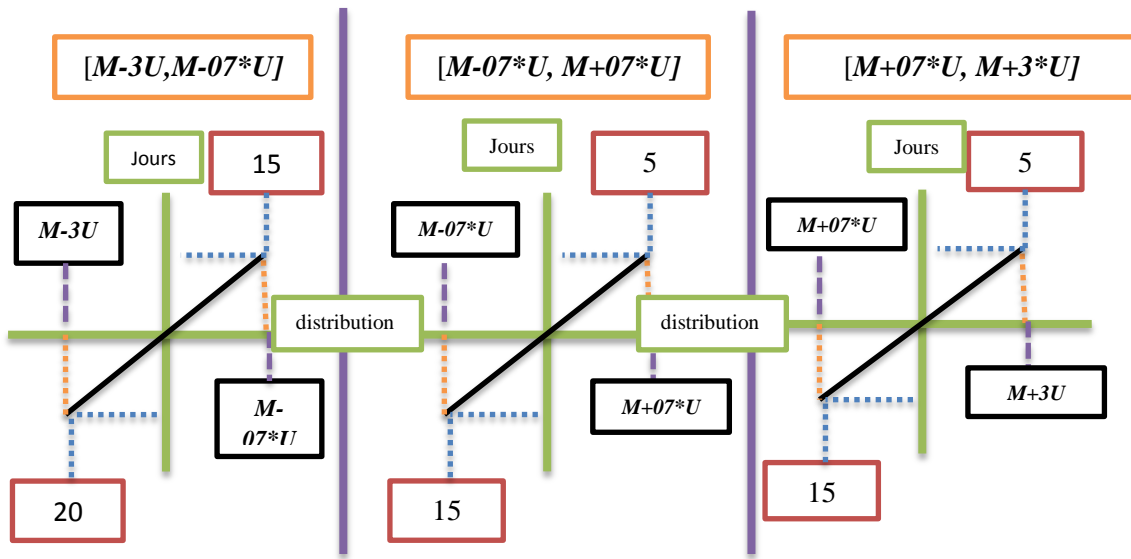 [M-3U,M-07*U]
Jours
15
M-3U
distribution
M-
07*U
20
[M-07*U, M+07*U]
Jours
5
M-07*U
distribution
M+07*U
15
[M+07*U, M+3*U]
Jours
5
M+07*U
M+3U
15